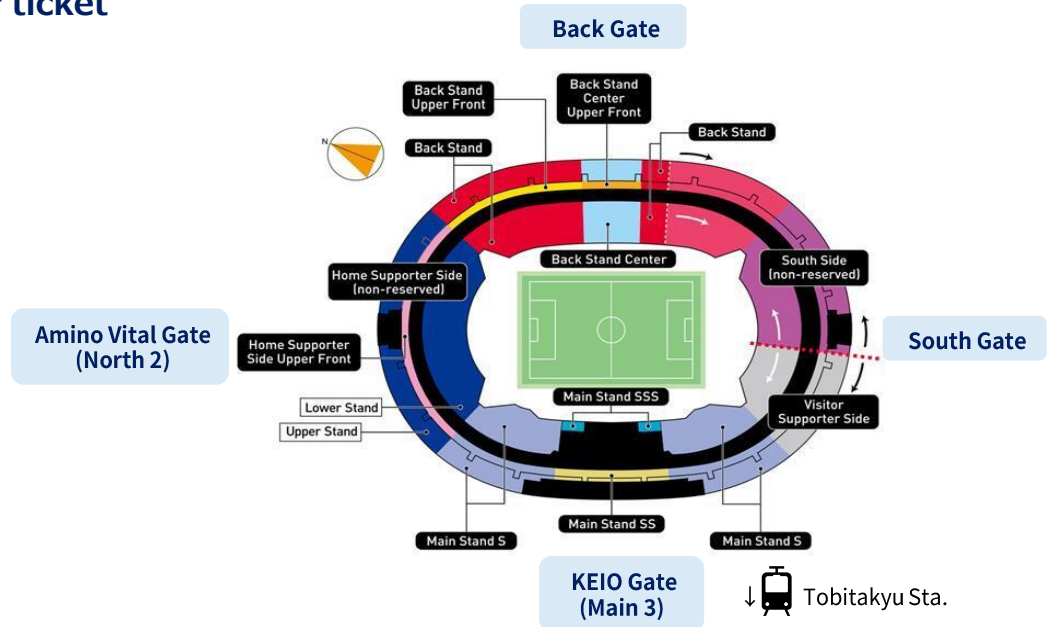 ticket
Back Gate
Back Stand
Upper Front
Back Stand
Center
Upper Front
Back Stand
Back Stand
N
Back Stand Center
South Side
(non-reserved)
Home Supporter Side
(non-reserved)
Amino Vital Gate
(North 2)
Home Supporter
Side Upper Front
South Gate
Main Stand SSS
Lower Stand
Upper Stand
Visitor
Supporter Side
Main Stand S
Main Stand SS
Main Stand S
KEIO Gate
(Main 3)
↓ Tobitakyu Sta.